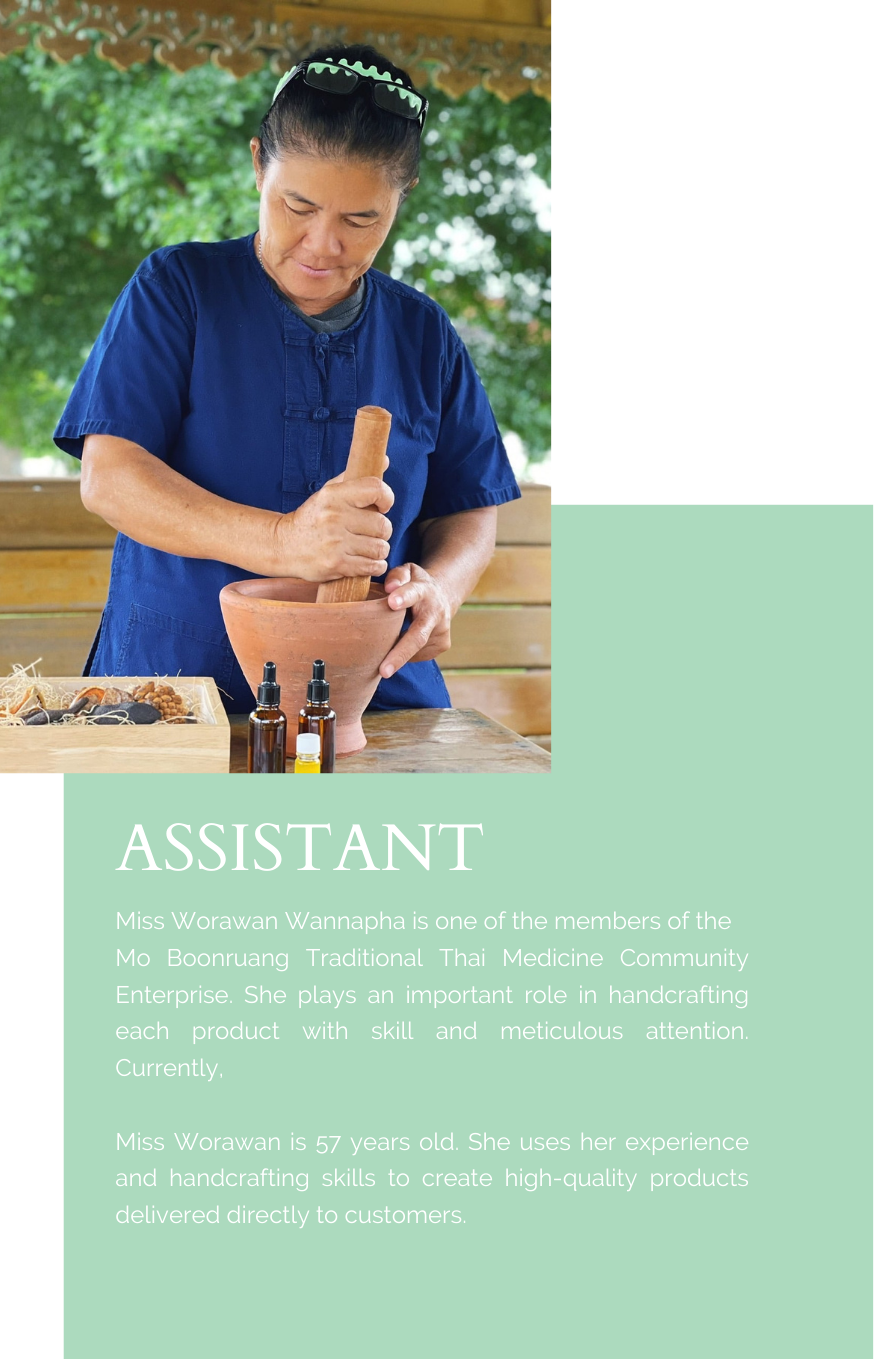 ASSISTANT
Miss Worawan Wannapha is one of the members of the
Mo Boonruang Traditional Thai Medicine Community
Enterprise. She plays an important role in handcrafting
each product with skill and meticulous attention.
Currently,
Miss Worawan is 57 years old. She uses her experience
and handcrafting skills to create high-quality products
delivered directly to customers.